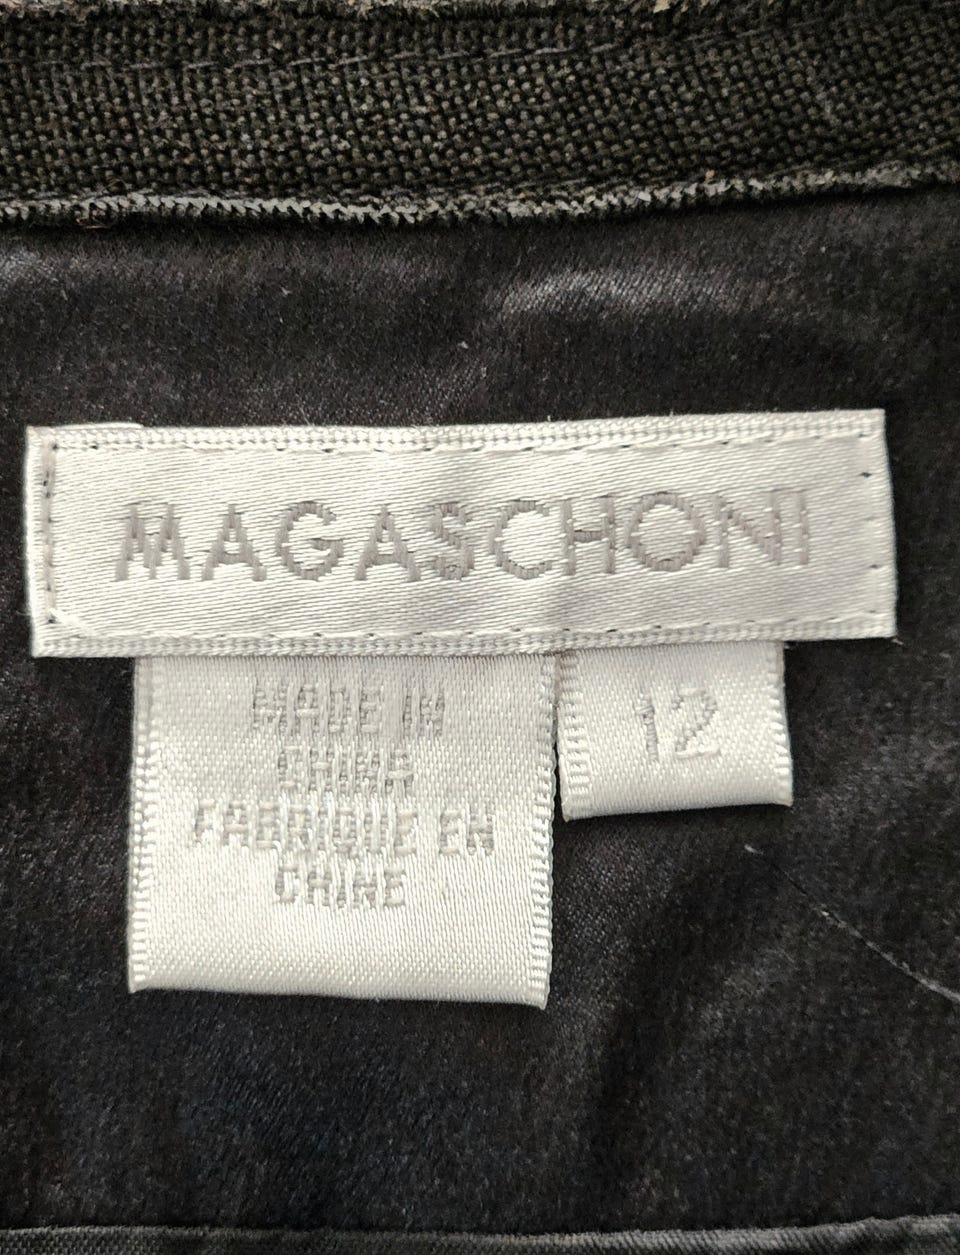 MAGASCHONI
MADE IN
CHINA
FABRIQUE EN
CHINE
12